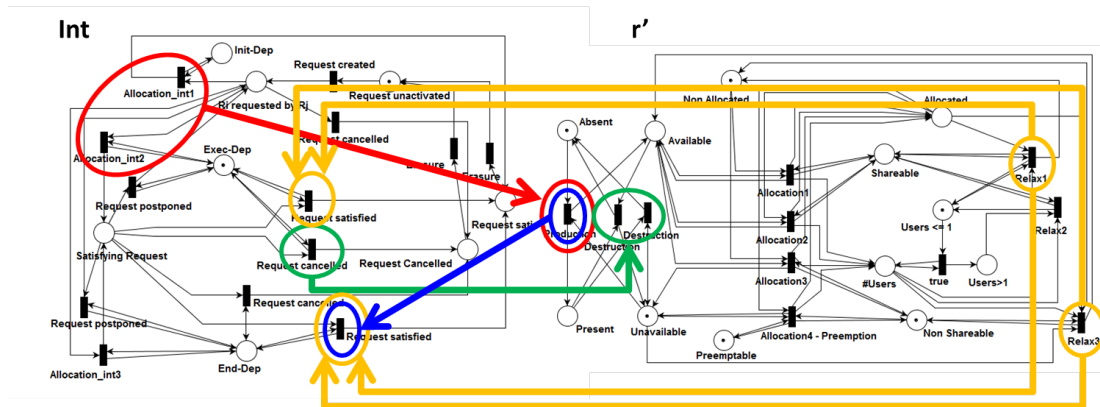 Int
r'
Init-Dep
Request created
Allocation_int1
Ri requested by Rj
Request unactivated
Non Allocated
Allocated
Absent
Available
Request cancelled
Allocation_int2
Exec-Dep
Erasure
Erasure
Shareable
Relax1
Allocation1
Request postponed
Request satisfied
Request sati
Production
Destruction
Destruction
Users <= 1
Relax2
Allocation2
Satisfying Request
Request cancelled
Request Cancelled
Allocation3
#Users
true
Users>1
Request cancelled
Request postponed
Request satisfied
Present
Unavailable
Allocation4 - Preemption
Non Shareable
Relax3
Preemptable
Allocation_int3
End-Dep